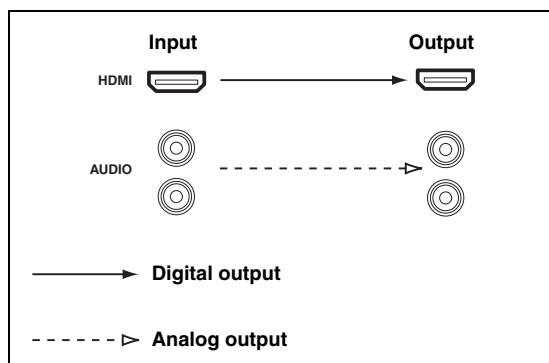 Input Output
HDMI
AUDIO
Digital output
Analog output